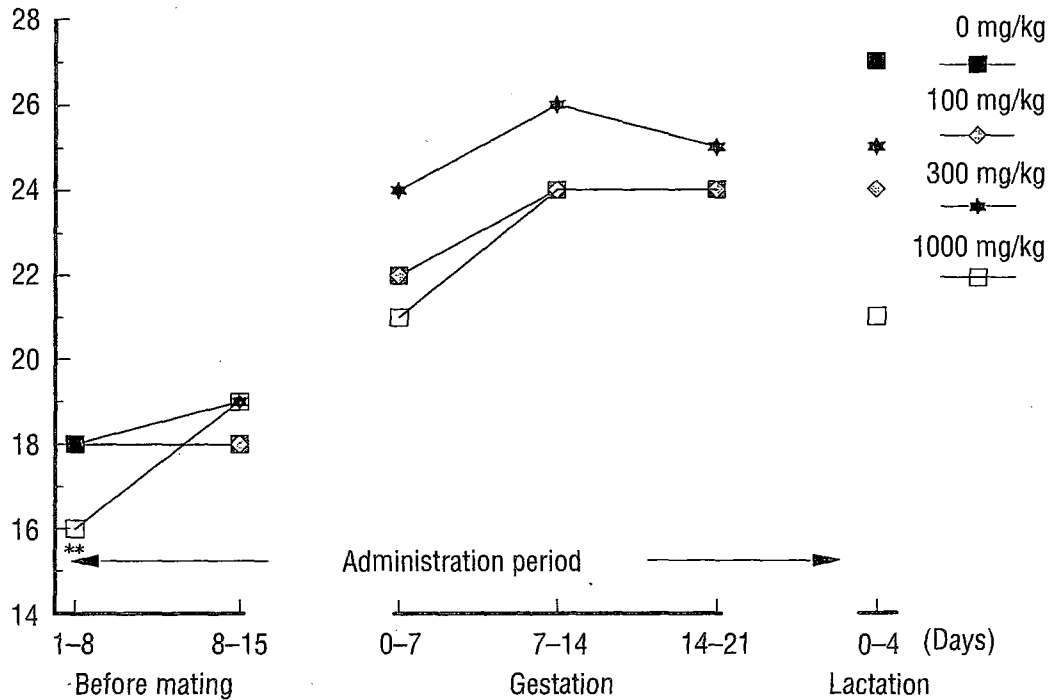 28
26
24
22
20
18
16
14
0 mg/kg
100 mg/kg
300 mg/kg
1000 mg/kg
**
Administration period
1–8 8–15 0–7 7–14 14–21 0–4 (Days)
Before mating Gestation Lactation